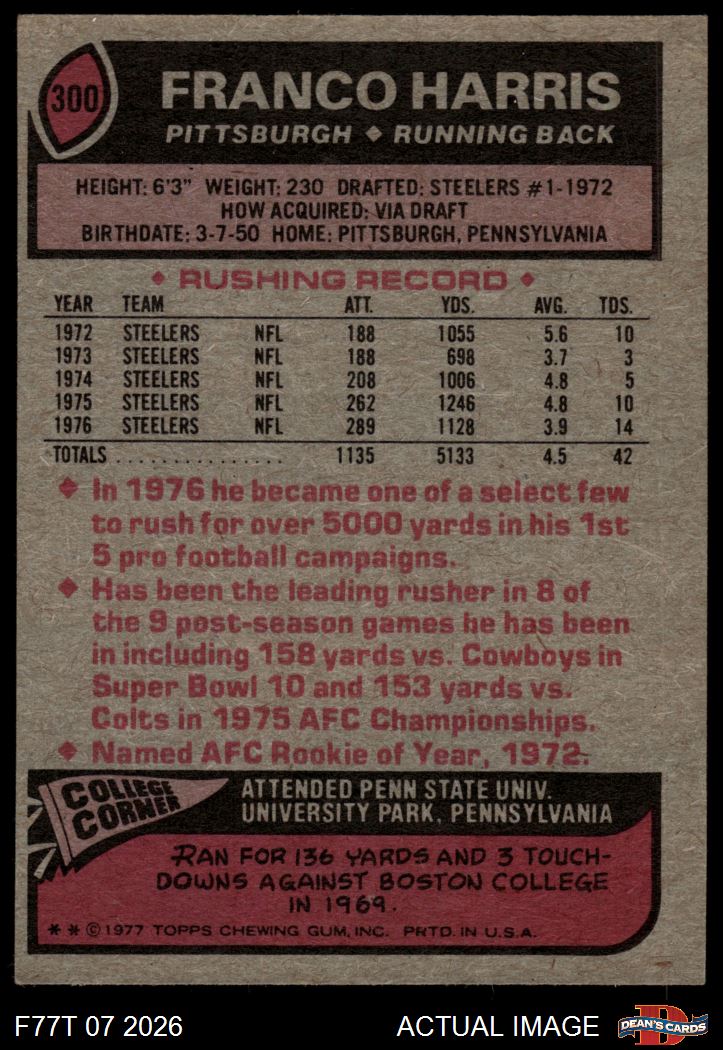 300
FRANCO HARRIS
PITTSBURGH ◆ RUNNING BACK
HEIGHT: 6'3" WEIGHT: 230 DRAFTED: STEELERS #1-1972
HOW ACQUIRED: VIA DRAFT
BIRTHDATE: 3-7-50 HOME: PITTSBURGH, PENNSYLVANIA
◆ RUSHING RECORD ◆
YEAR TEAM ATT. YDS. AVG. TDS.
1972 STEELERS NFL 188 1055 5.6 10
1973 STEELERS NFL 188 698 3.7 3
1974 STEELERS NFL 208 1006 4.8 5
1975 STEELERS NFL 262 1246 4.8 10
1976 STEELERS NFL 289 1128 3.9 14
TOTALS ................ 1135 5133 4.5 42
◆ In 1976 he became one of a select few
to rush for over 5000 yards in his 1st
5 pro football campaigns.
◆ Has been the leading rusher in 8 of
the 9 post-season games he has been
in including 158 yards vs. Cowboys in
Super Bowl 10 and 153 yards vs.
Colts in 1975 AFC Championships.
◆ Named AFC Rookie of Year, 1972.
COLLEGE
CORNER
ATTENDED PENN STATE UNIV.
UNIVERSITY PARK, PENNSYLVANIA
RAN FOR 136 YARDS AND 3 TOUCH-
DOWNS AGAINST BOSTON COLLEGE
IN 1969.
* * ©1977 TOPPS CHEWING GUM, INC. PRTD. IN U.S.A.
F77T 07 2026
ACTUAL IMAGE
D
DEAN'S CARDS